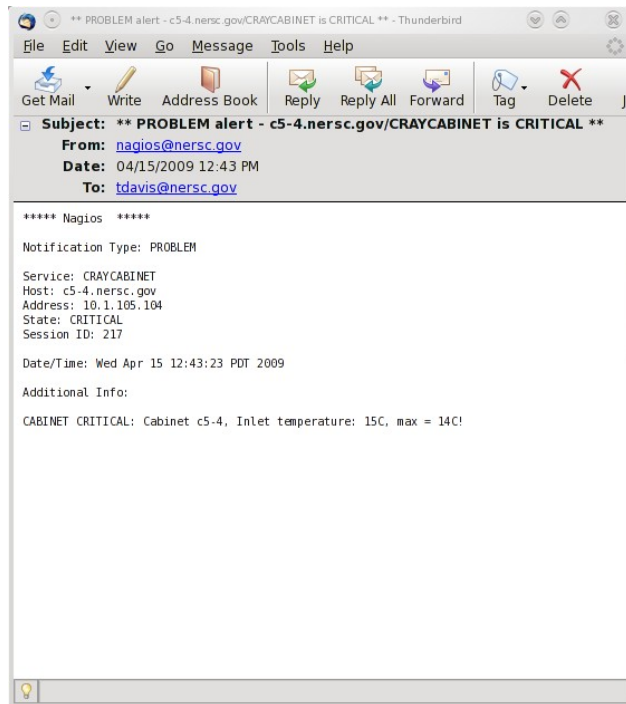 ** PROBLEM alert - c5-4.nersc.gov/CRAYCABINET is CRITICAL ** - Thunderbird
File Edit View Go Message Tools Help
Get Mail Write Address Book Reply Reply All Forward Tag Delete J
Subject: ** PROBLEM alert - c5-4.nersc.gov/CRAYCABINET is CRITICAL **
From: nagios@nersc.gov
Date: 04/15/2009 12:43 PM
To: tdavis@nersc.gov
***** Nagios *****
Notification Type: PROBLEM
Service: CRAYCABINET
Host: c5-4.nersc.gov
Address: 10.1.105.104
State: CRITICAL
Session ID: 217
Date/Time: Wed Apr 15 12:43:23 PDT 2009
Additional Info:
CABINET CRITICAL: Cabinet c5-4, Inlet temperature: 15C, max = 14C!